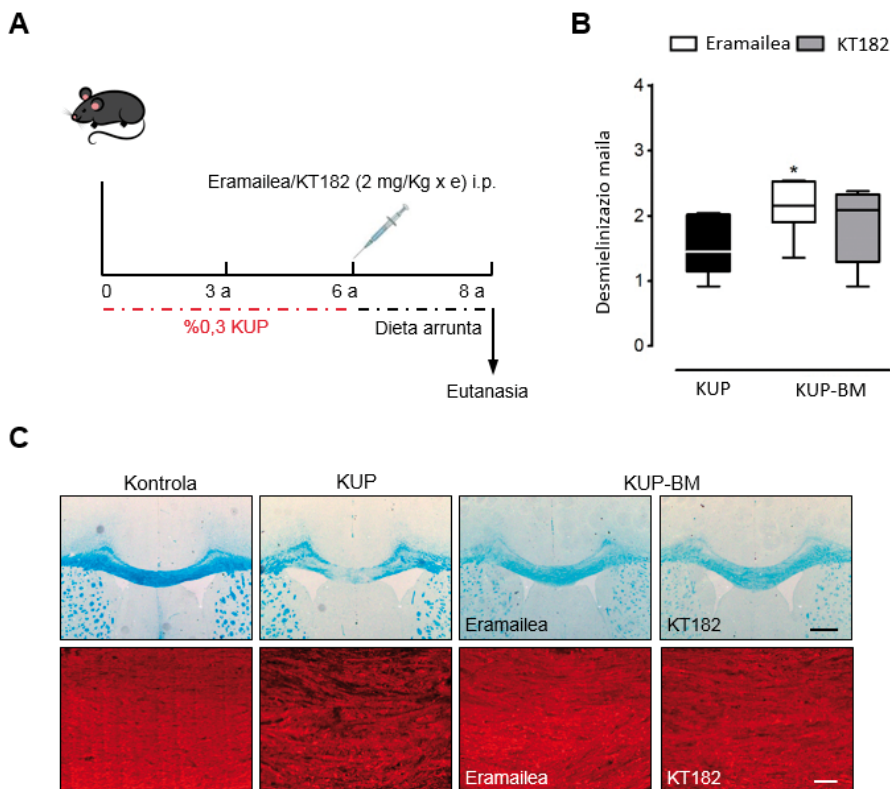 A
Eramailea/KT182 (2 mg/Kg x e) i.p.
0 3 a 6 a 8 a
%0,3 KUP Dieta arrunta
Eutanasia
B
Eramailea KT182
Desmielinizazio maila
4
3
2
1
0
*
KUP KUP-BM
C
Kontrola KUP KUP-BM
Eramailea KT182
Eramailea KT182